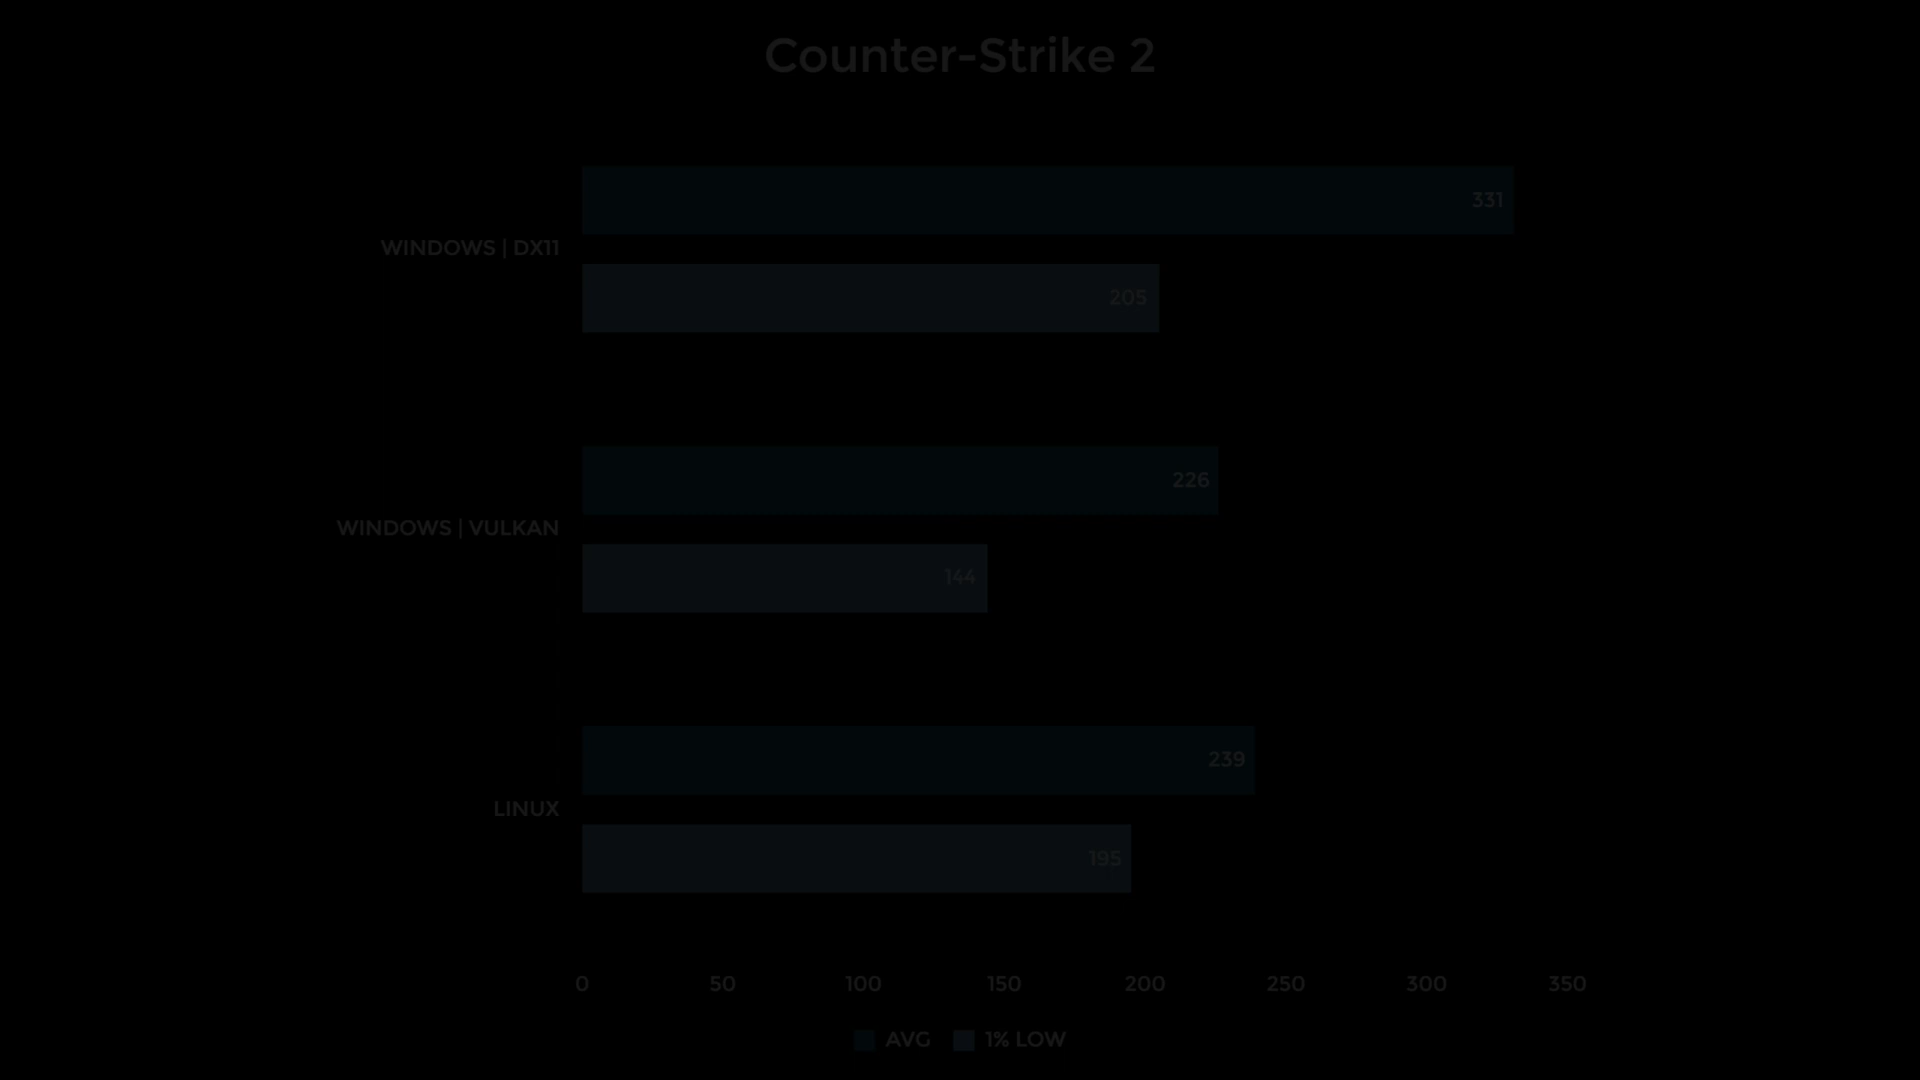 Counter-Strike 2
331
WINDOWS | DX11
205
226
WINDOWS | VULKAN
144
239
LINUX
195
0 50 100 150 200 250 300 350
AVG 1% LOW